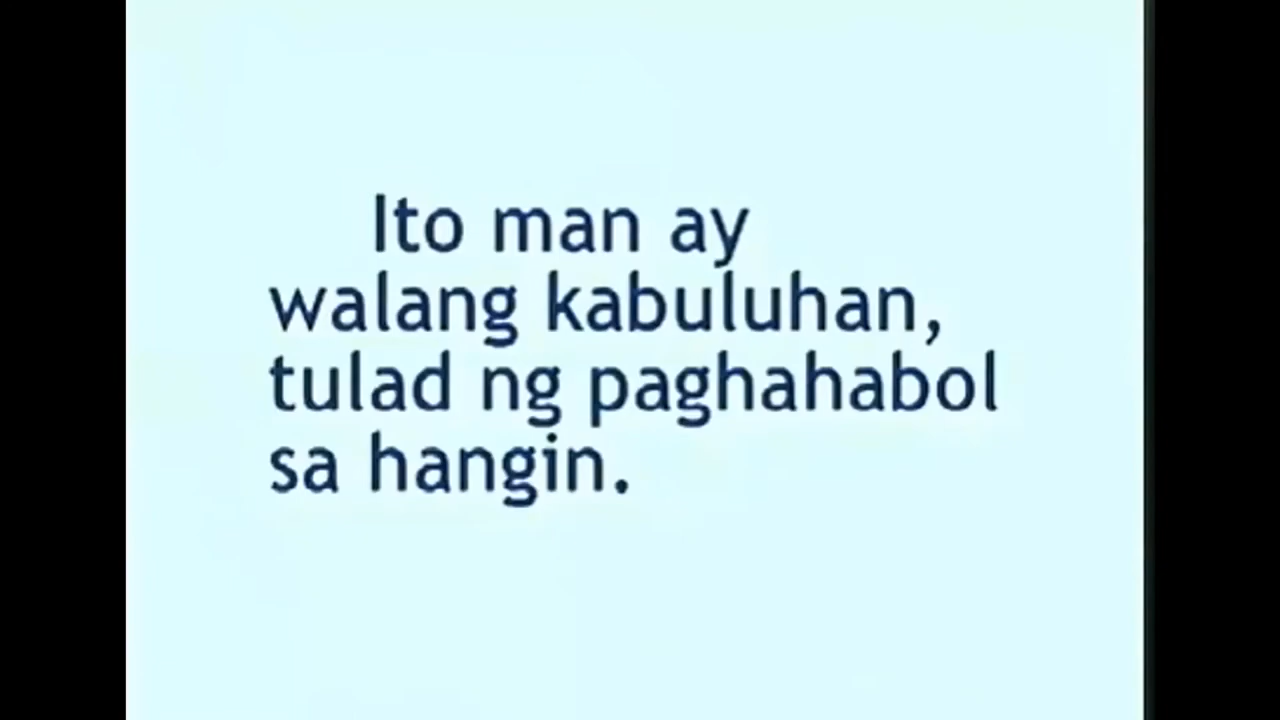 Ito man ay
walang kabuluhan,
tulad ng paghahabol
sa hangin.